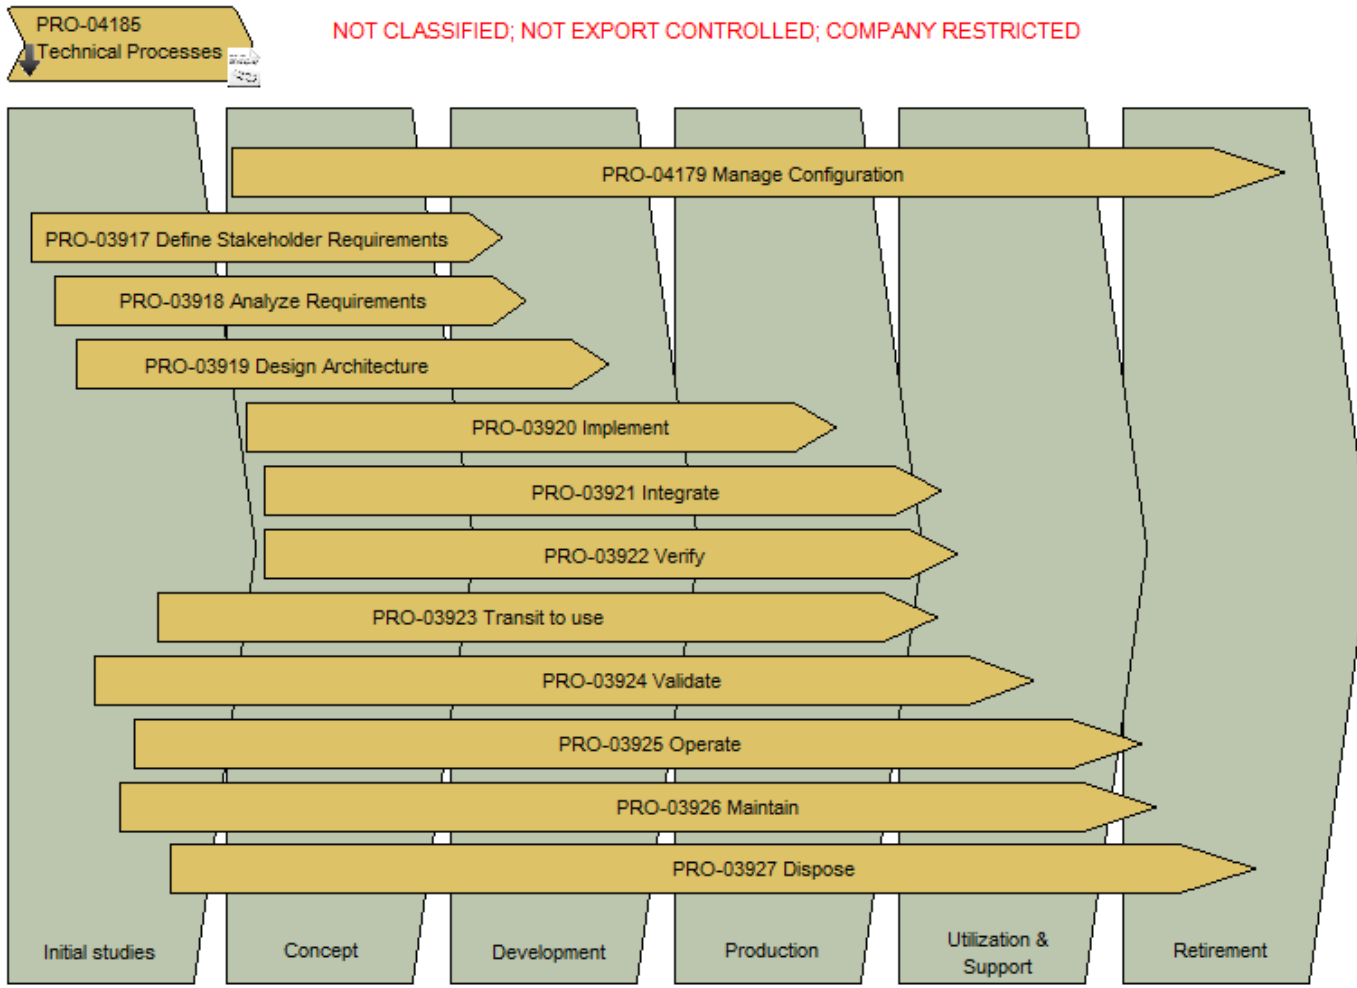 PRO-04185
Technical Processes
NOT CLASSIFIED; NOT EXPORT CONTROLLED; COMPANY RESTRICTED
PRO-04179 Manage Configuration
PRO-03917 Define Stakeholder Requirements
PRO-03918 Analyze Requirements
PRO-03919 Design Architecture
PRO-03920 Implement
PRO-03921 Integrate
PRO-03922 Verify
PRO-03923 Transit to use
PRO-03924 Validate
PRO-03925 Operate
PRO-03926 Maintain
PRO-03927 Dispose
Initial studies
Concept
Development
Production
Utilization &
Support
Retirement